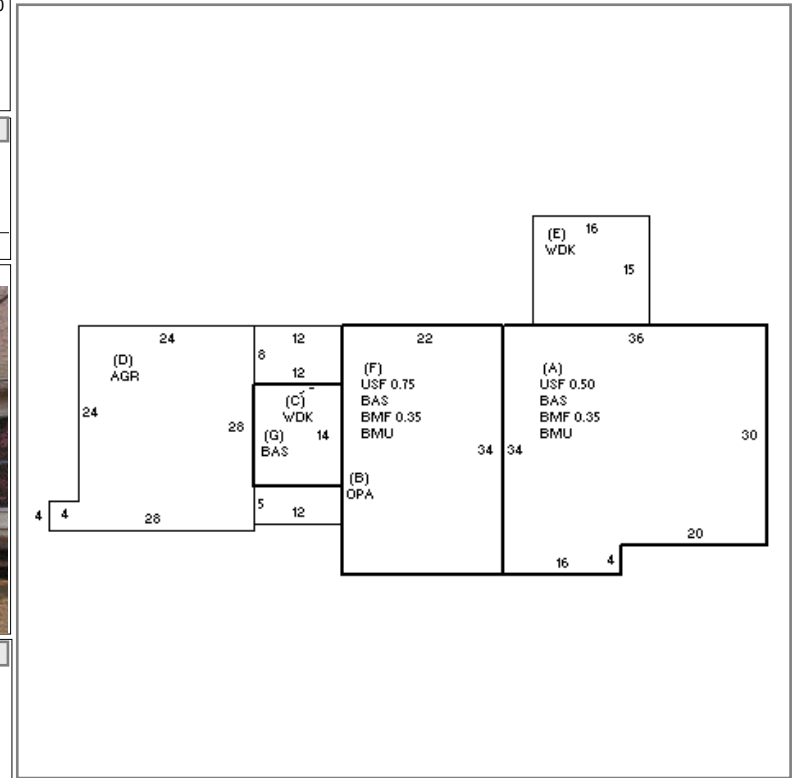 (E) 16
WDK
15
24
12
22
36
(D)
AGR
8
12
(F)
USF 0.75
BAS
BMF 0.35
BMU
(A)
USF 0.50
BAS
BMF 0.35
BMU
24
28
(C)
WDK
(G) 14
BAS
34
34
30
(B)
OPA
4
4
28
5
12
16
4
20